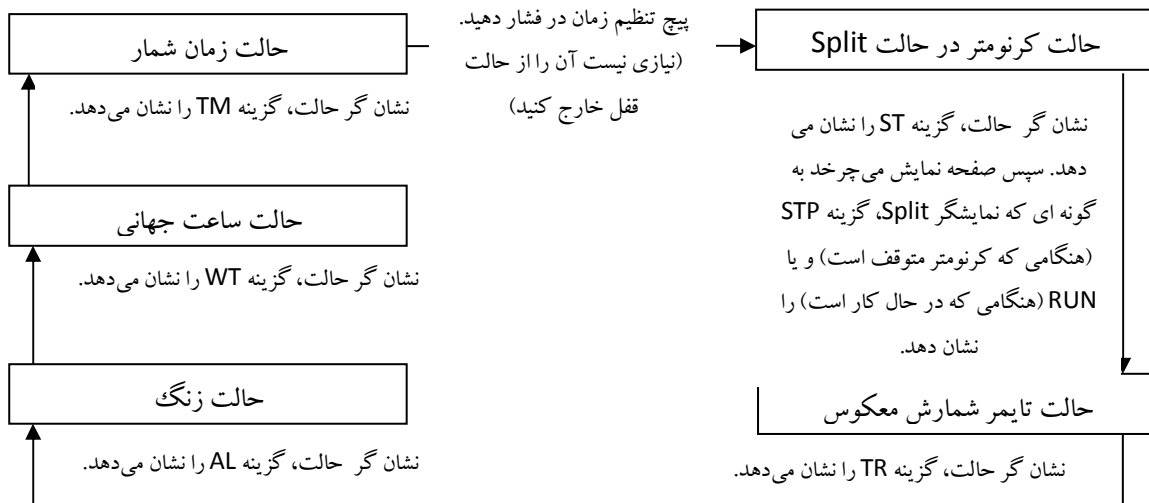 حالت زمان شمار
نشان گر حالت، گزینه TM را نشان می‌دهد.
پیچ تنظیم زمان در فشار دهید.
(نیازی نیست آن را از حالت
قفل خارج کنید)
حالت کرنومتر در حالت Split
نشان گر حالت، گزینه ST را نشان می
دهد. سپس صفحه نمایش می‌چرخد به
گونه ای که نمایشگر Split، گزینه STP
(هنگامی که کرنومتر متوقف است) و یا
RUN (هنگامی که در حال کار است) را
نشان دهد.
حالت تایمر شمارش معکوس
نشان گر حالت، گزینه TR را نشان می‌دهد.
حالت زنگ
نشان گر حالت، گزینه AL را نشان می‌دهد.
حالت ساعت جهانی
نشان گر حالت، گزینه WT را نشان می‌دهد.